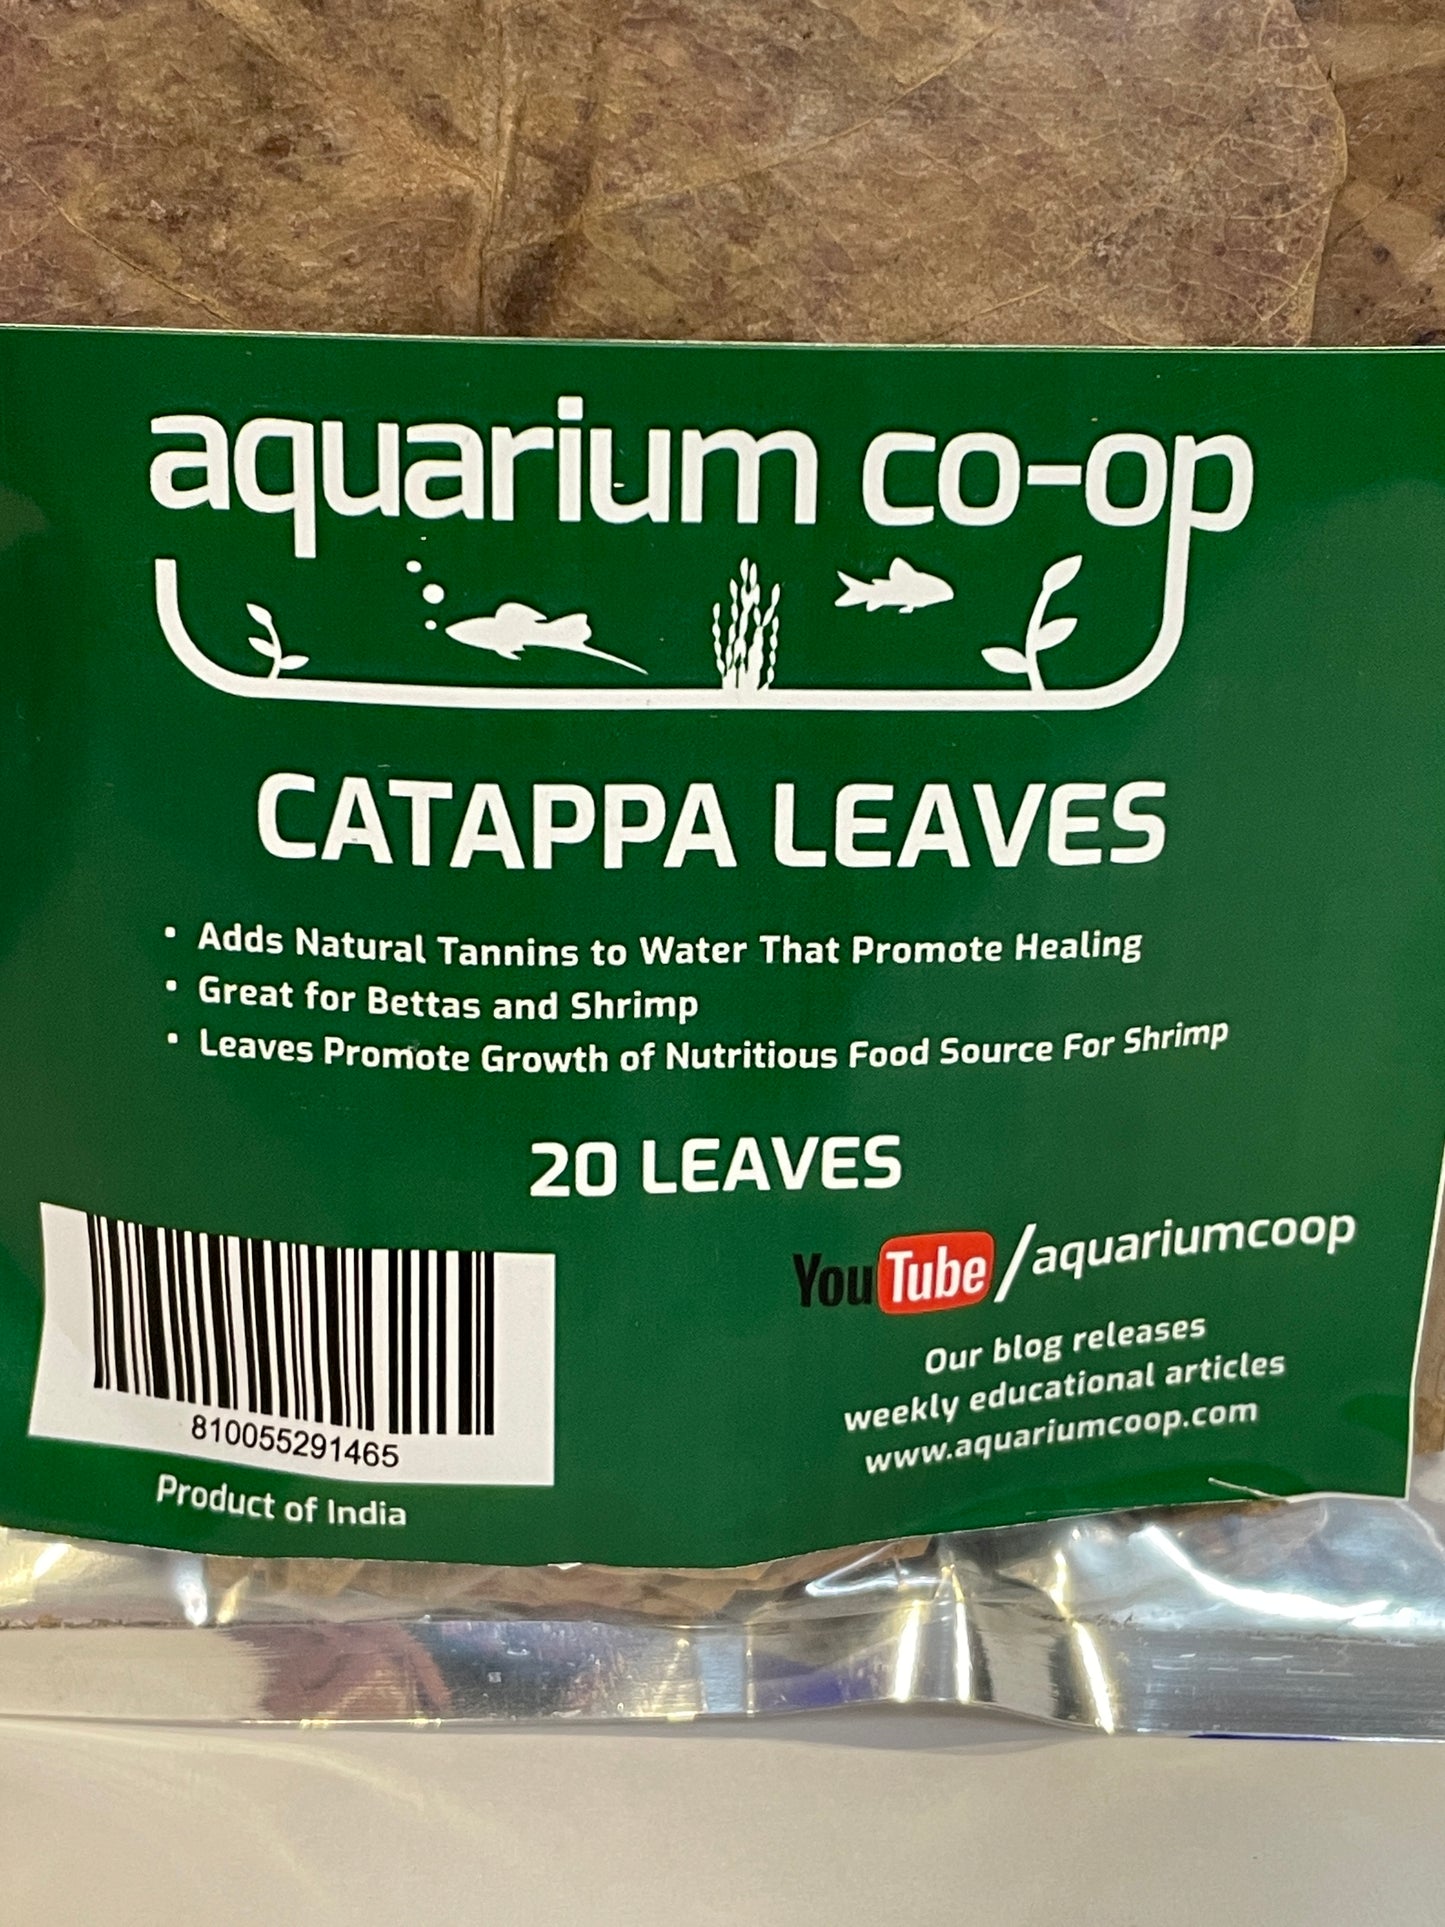 aquarium co-op
CATAPPA LEAVES
• Adds Natural Tannins to Water That Promote Healing
• Great for Bettas and Shrimp
• Leaves Promote Growth of Nutritious Food Source For Shrimp
20 LEAVES
810055291465
Product of India
YouTube/aquariumcoop
Our blog releases
weekly educational articles
www.aquariumcoop.com